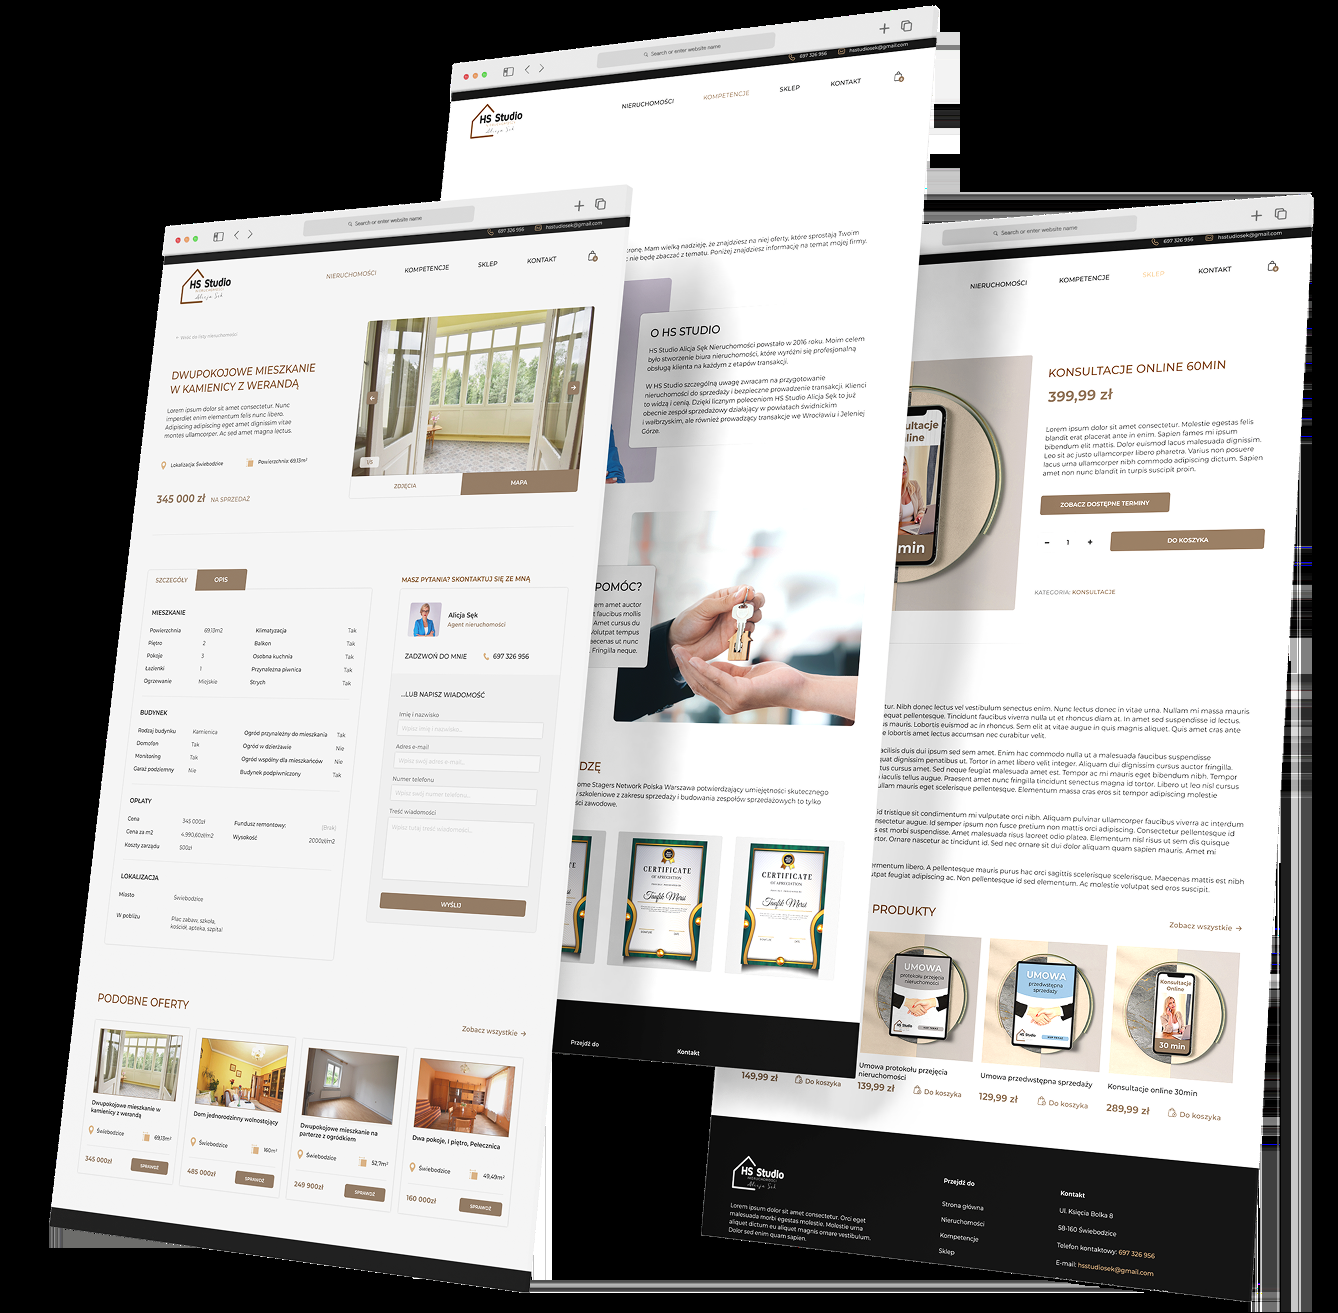 Search or enter website name
697 326 956
hsstudiosek@gmail.com
HS Studio
NIERUCHOMOŚCI
Alicja Sęk
NIERUCHOMOŚCI
KOMPETENCJE
SKLEP
KONTAKT
DWUPOKOJOWE MIESZKANIE
W KAMIENICY Z WERANDĄ
Lorem ipsum dolor sit amet consectetur. Nunc
imperdiet enim elementum felis nunc libero.
Adipiscing adipiscing eget amet dignissim vitae
montes ullamcorper. Ac sed amet magna lectus.
Lokalizacja: Świebodzice
Powierzchnia: 69,13m²
345 000 zł NA SPRZEDAŻ
1/5
ZDJĘCIA
MAPA
SZCZEGÓŁY
OPIS
MIESZKANIE
Powierzchnia 69,13m2 Klimatyzacja Tak
Piętro 2 Balkon Tak
Pokoje 3 Osobna kuchnia Tak
Łazienki 1 Przynależna piwnica Tak
Ogrzewanie Miejskie Strych Tak
BUDYNEK
Rodzaj budynku Kamienica Ogród przynależny do mieszkania Tak
Domofon Tak Ogród w dzierżawie Nie
Monitoring Tak Ogród wspólny dla mieszkańców Nie
Garaż podziemny Nie Budynek podpiwniczony Tak
OPŁATY
Cena 345 000zł Fundusz remontowy: (Brak)
Cena za m2 4.990,60zł/m2 Wysokość 2000zł/m2
Koszty zarządu 500zł
LOKALIZACJA
Miasto Świebodzice
W pobliżu Plac zabaw, szkoła,
kościół, apteka, szpital
MASZ PYTANIA? SKONTAKTUJ SIĘ ZE MNĄ
Alicja Sęk
Agent nieruchomości
ZADZWOŃ DO MNIE 697 326 956
...LUB NAPISZ WIADOMOŚĆ
Imię i nazwisko
Wpisz imię i nazwisko...
Adres e-mail
Wpisz swój adres e-mail...
Numer telefonu
Wpisz twój numer telefonu...
Treść wiadomości
Wpisz tutaj treść wiadomości...
WYŚLIJ
PODOBNE OFERTY
Zobacz wszystkie →
Dwupokojowe mieszkanie w
kamienicy z werandą
Świebodzice 69,13m²
345 000zł SPRAWDŹ
Dom jednorodzinny wolnostojący
Świebodzice 160m²
485 000zł SPRAWDŹ
Dwupokojowe mieszkanie na
parterze z ogródkiem
Świebodzice 52,7m²
249 900zł SPRAWDŹ
Dwa pokoje, I piętro, Pełecznica
Świebodzice 49,49m²
160 000zł SPRAWDŹ
Search or enter website name
697 326 956
hsstudiosek@gmail.com
HS Studio
Alicja Sęk
NIERUCHOMOŚCI
KOMPETENCJE
SKLEP
KONTAKT
ronę. Mam wielką nadzieję, że znajdziesz na niej oferty, które sprostają Twoim
c nie będę zbaczać z tematu. Poniżej znajdziesz informację na temat mojej firmy.
O HS STUDIO
HS Studio Alicja Sęk Nieruchomości powstało w 2016 roku. Moim celem
było stworzenie biura nieruchomości, które wyróżni się profesjonalną
obsługą klienta na każdym z etapów transakcji.
W HS Studio szczególną uwagę zwracam na przygotowanie
nieruchomości do sprzedaży i bezpieczne prowadzenie transakcji. Klienci
to widzą i cenią. Dzięki licznym poleceniom HS Studio Alicja Sęk to już
obecnie zespół sprzedażowy działający w powiatach świdnickim
i wałbrzyskim, ale również prowadzący transakcje we Wrocławiu i Jeleniej
Górze.
POMÓC?
em amet auctor
t faucibus mollis
Amet cursus du
volutpat tempus
aecenas ut nunc
Fringilla neque.
DZĘ
ome Stagers Network Polska Warszawa potwierdzający umiejętności skutecznego
szkoleniowe z zakresu sprzedaży i budowania zespołów sprzedażowych to tylko
ści zawodowe.
CERTIFICATE
OF APRECIATION
Taufik Mersi
CERTIFICATE
OF APRECIATION
Taufik Mersi
Przejdź do
Kontakt
Search or enter website name
697 326 956
hsstudiosek@gmail.com
NIERUCHOMOŚCI
KOMPETENCJE
SKLEP
KONTAKT
sultacje
nline
min
KONSULTACJE ONLINE 60MIN
399,99 zł
Lorem ipsum dolor sit amet consectetur. Molestie egestas felis
blandit erat placerat ante in enim. Sapien fames mi ipsum
bibendum elit mattis. Dolor euismod lacus malesuada dignissim.
Leo sit ac justo ullamcorper libero pharetra. Varius non posuere
lacus urna ullamcorper nibh commodo adipiscing dictum. Sapien
amet non nunc blandit in turpis suscipit proin.
ZOBACZ DOSTĘPNE TERMINY
- 1 +
DO KOSZYKA
KATEGORIA: KONSULTACJE
tur. Nibh donec lectus vel vestibulum senectus enim. Nunc lectus donec in vitae urna. Nullam mi massa mauris
equat pellentesque. Tincidunt faucibus viverra nulla ut et rhoncus diam at. In amet sed suspendisse id lectus.
s mauris. Lobortis euismod ac in rhoncus. Sem elit at vitae augue in quis magnis aliquet. Quis amet cras ante
e lobortis amet lectus accumsan nec curabitur velit.
acilisis duis dui ipsum sed sem amet. Enim hac commodo nulla ut a malesuada faucibus suspendisse
quat dignissim penatibus ut. Tortor in amet libero velit integer. Aliquam dui dignissim cursus auctor fringilla.
tus cursus amet. Sed neque feugiat malesuada amet est. Tempor ac mi mauris eget bibendum nibh. Tempor
iaculis tellus augue. Praesent amet nunc fringilla tincidunt senectus magna id tortor. Libero ut leo nisl cursus
ullam mauris eget scelerisque pellentesque. Elementum massa cras eros sit tempor adipiscing molestie
d tristique sit condimentum mi vulputate orci nibh. Aliquam pulvinar ullamcorper faucibus viverra ac interdum
nsectetur augue. Id semper ipsum non fusce pretium non mattis orci adipiscing. Consectetur pellentesque id
est morbi suspendisse. Amet malesuada risus laoreet odio platea. Elementum nisl risus ut sem dis quisque
tortor. Ornare nascetur ac tincidunt id. Sed nec ornare sit dui dolor aliquam quam sapien mauris. Amet mi
ermentum libero. A pellentesque mauris purus hac orci sagittis scelerisque scelerisque. Maecenas mattis est nibh
utpat feugiat adipiscing ac. Non pellentesque id sed elementum. Ac molestie volutpat sed eros suscipit.
PRODUKTY
Zobacz wszystkie →
149,99 zł Do koszyka
UMOWA
protokołu przejęcia
nieruchomości
Umowa protokołu przejęcia
nieruchomości
139,99 zł Do koszyka
UMOWA
przedwstępna
sprzedaży
Umowa przedwstępna sprzedaży
129,99 zł Do koszyka
Konsultacje
Online
30 min
Konsultacje online 30min
289,99 zł Do koszyka
HS Studio
NIERUCHOMOŚCI
Alicja Sęk
Lorem ipsum dolor sit amet consectetur. Orci eget
malesuada morbi egestas molestie. Molestie urna
aliquet dictum eu aliquet magnis ornare vestibulum.
Dolor sed enim quam sapien.
Przejdź do
Strona główna
Nieruchomości
Kompetencje
Sklep
Kontakt
Ul. Księcia Bolka 8
58-160 Świebodzice
Telefon kontaktowy: 697 326 956
E-mail: hsstudiosek@gmail.com